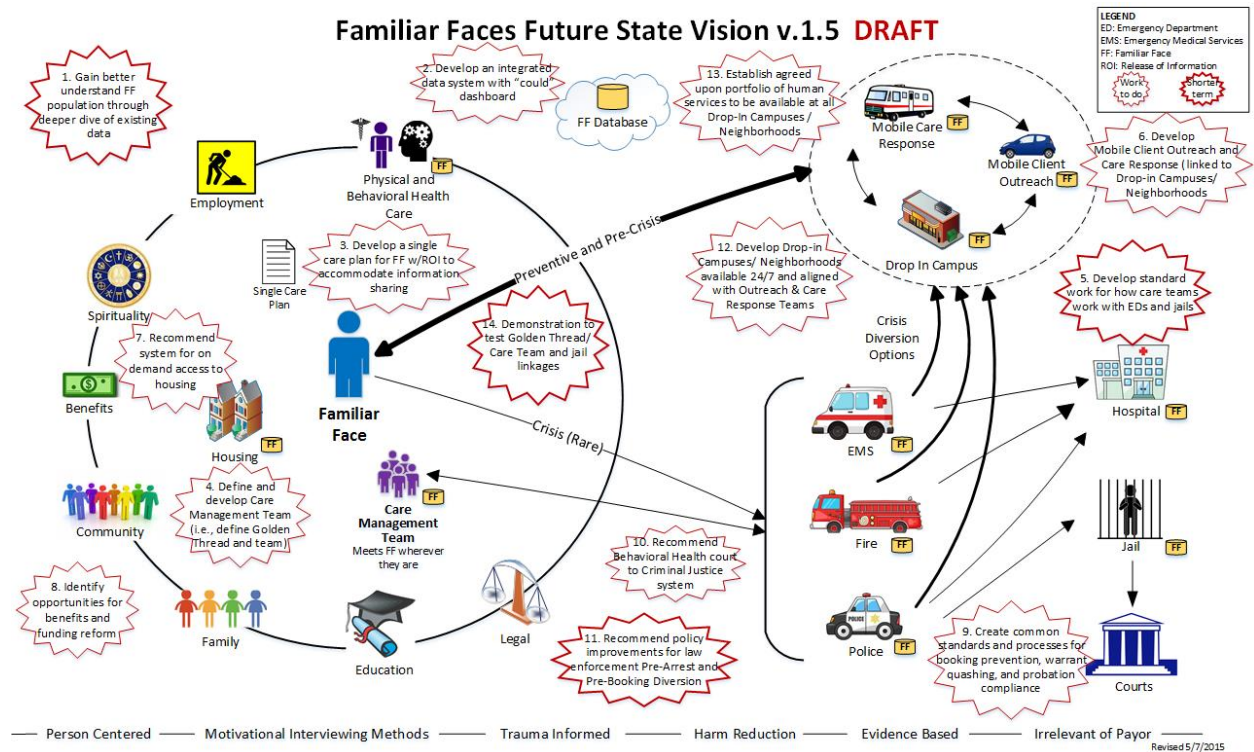 Familiar Faces Future State Vision v.1.5 DRAFT
LEGEND
ED: Emergency Department
EMS: Emergency Medical Services
FF: Familiar Face
ROI: Release of Information
Work
to do
Shorter
term
1. Gain better
understand FF
population through
deeper dive of existing
data
2. Develop an integrated
data system with “could”
dashboard
FF Database
13. Establish agreed
upon portfolio of human
services to be available at all
Drop-In Campuses /
Neighborhoods
Mobile Care
Response
FF
Mobile Client
Outreach
FF
Drop In Campus
FF
6. Develop
Mobile Client Outreach and
Care Response ( linked to
Drop-in Campuses/
Neighborhoods
Employment
Physical and
Behavioral Health
Care
FF
3. Develop a single
care plan for FF w/ROI to
accommodate information
sharing
Single Care
Plan
Preventive and Pre-Crisis
12. Develop Drop-in
Campuses/ Neighborhoods
available 24/7 and aligned
with Outreach & Care
Response Teams
5. Develop standard
work for how care teams
work with EDs and jails
Spirituality
7. Recommend
system for on
demand access to
housing
14. Demonstration to
test Golden Thread/
Care Team and jail
linkages
Crisis
Diversion
Options
Benefits
Housing
FF
Familiar
Face
Crisis (Rare)
EMS
FF
Hospital
FF
4. Define and
develop Care
Management Team
(i.e., define Golden
Thread and team)
Community
Care
Management
Team
FF
Meets FF wherever
they are
Fire
FF
Jail
FF
10. Recommend
Behavioral Health court
to Criminal Justice
system
8. Identify
opportunities for
benefits and
funding reform
Family
Education
Legal
11. Recommend policy
improvements for law
enforcement Pre-Arrest and
Pre-Booking Diversion
POLICE
Police
FF
9. Create common
standards and processes for
booking prevention, warrant
quashing, and probation
compliance
Courts
Person Centered
Motivational Interviewing Methods
Trauma Informed
Harm Reduction
Evidence Based
Irrelevant of Payor
Revised 5/7/2015